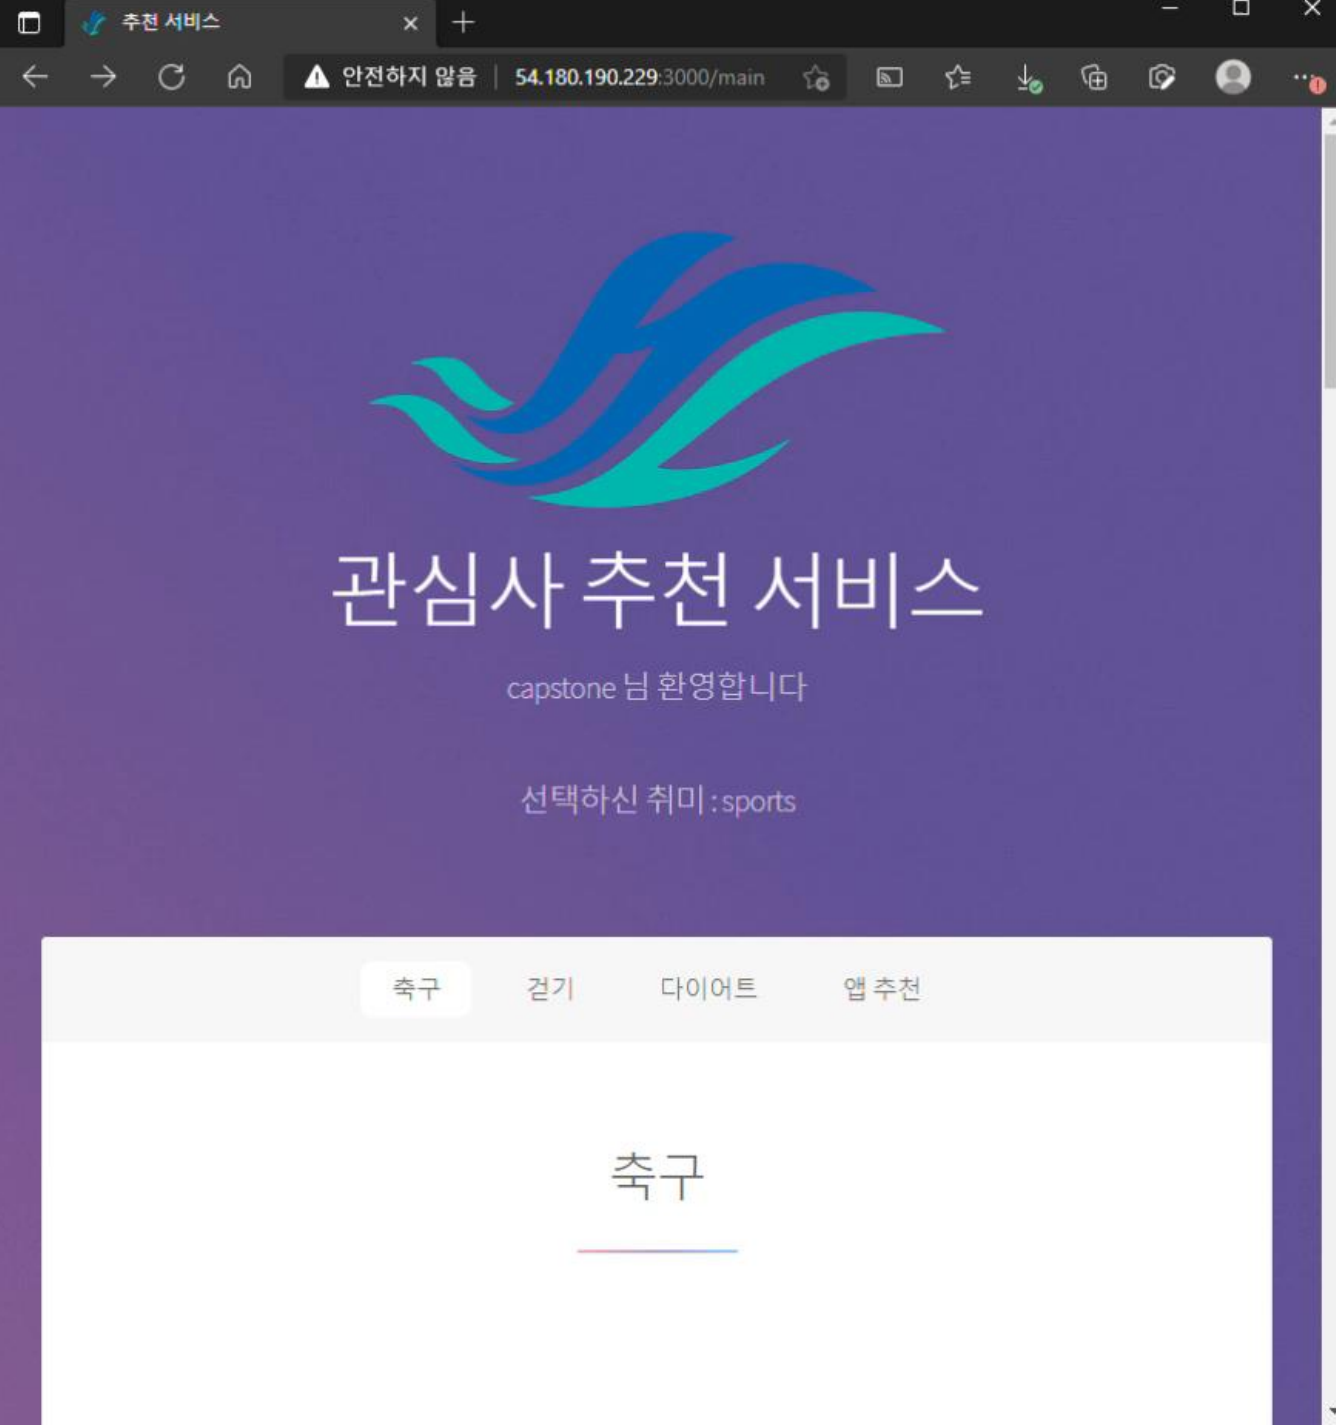 추천 서비스
안전하지 않음 54.180.190.229:3000/main
관심사 추천 서비스
capstone 님 환영합니다
선택하신 취미 : sports
축구 걷기 다이어트 앱 추천
축구